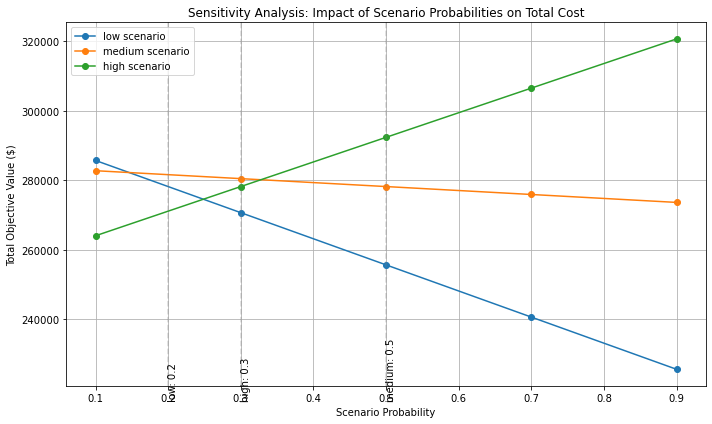 Sensitivity Analysis: Impact of Scenario Probabilities on Total Cost
low scenario
medium scenario
high scenario
Total Objective Value ($)
320000
300000
280000
260000
240000
low: 0.2
high: 0.3
medium: 0.5
0.1
0.2
0.3
0.4
0.5
0.6
0.7
0.8
0.9
Scenario Probability